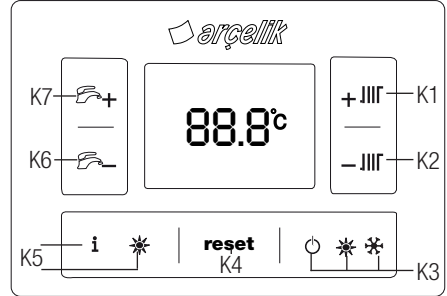 arçelik
K7 + + K1
88.8°c
K6 – – K2
i reset
K5 K4 K3